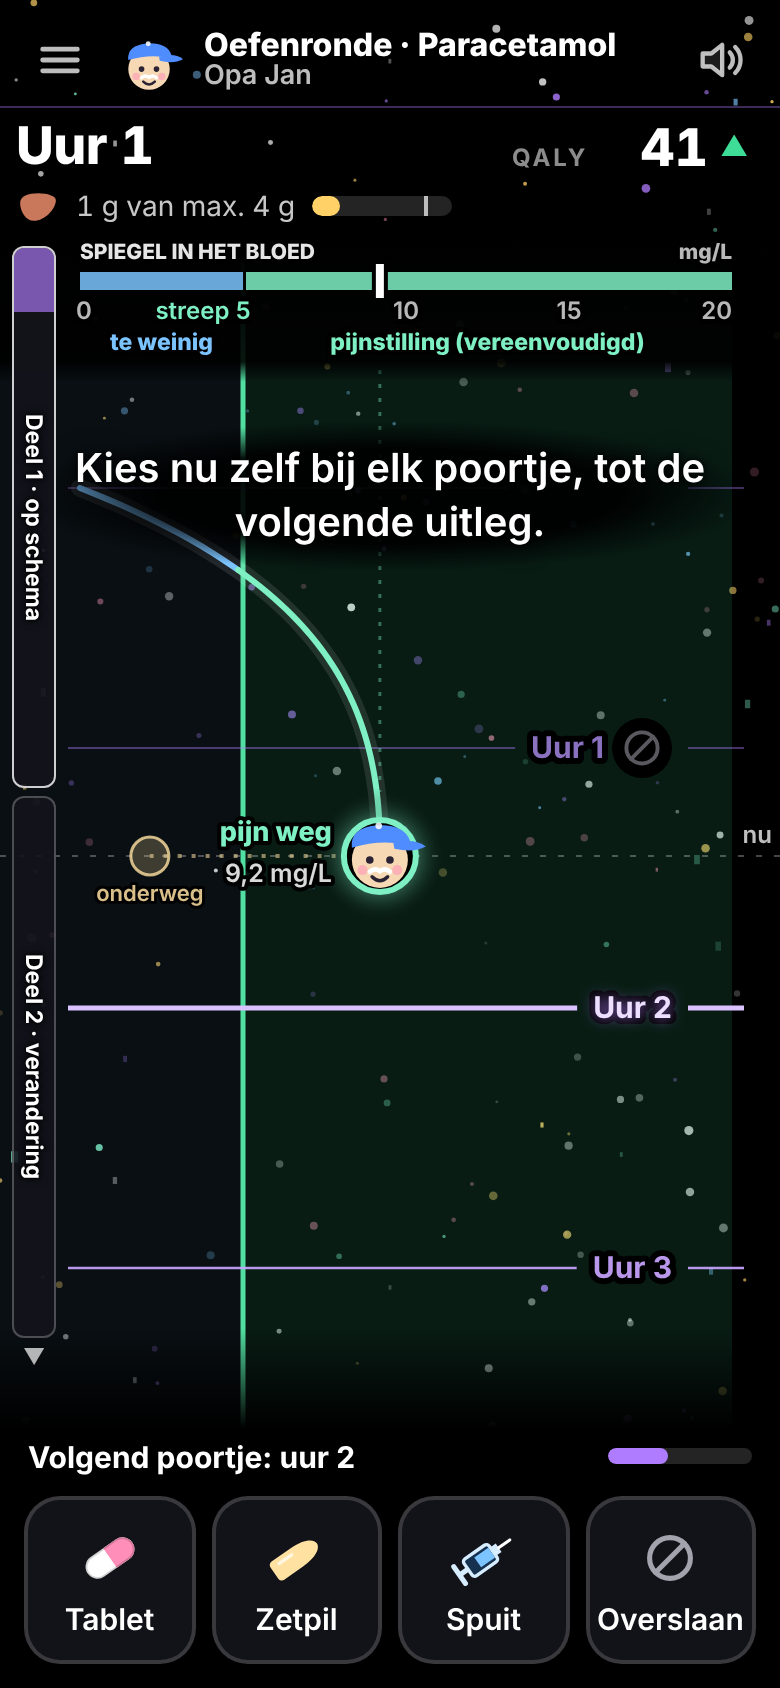 Oefenronde · Paracetamol
Opa Jan
Uur 1
QALY 41
1 g van max. 4 g
SPIEGEL IN HET BLOED mg/L
0 streep 5 10 15 20
te weinig pijnstilling (vereenvoudigd)
Kies nu zelf bij elk poortje, tot de
volgende uitleg.
Deel 1 · op schema
Uur 1
pijn weg
nu
9,2 mg/L
onderweg
Deel 2 · verandering
Uur 2
Uur 3
Volgend poortje: uur 2
Tablet Zetpil Spuit Overslaan